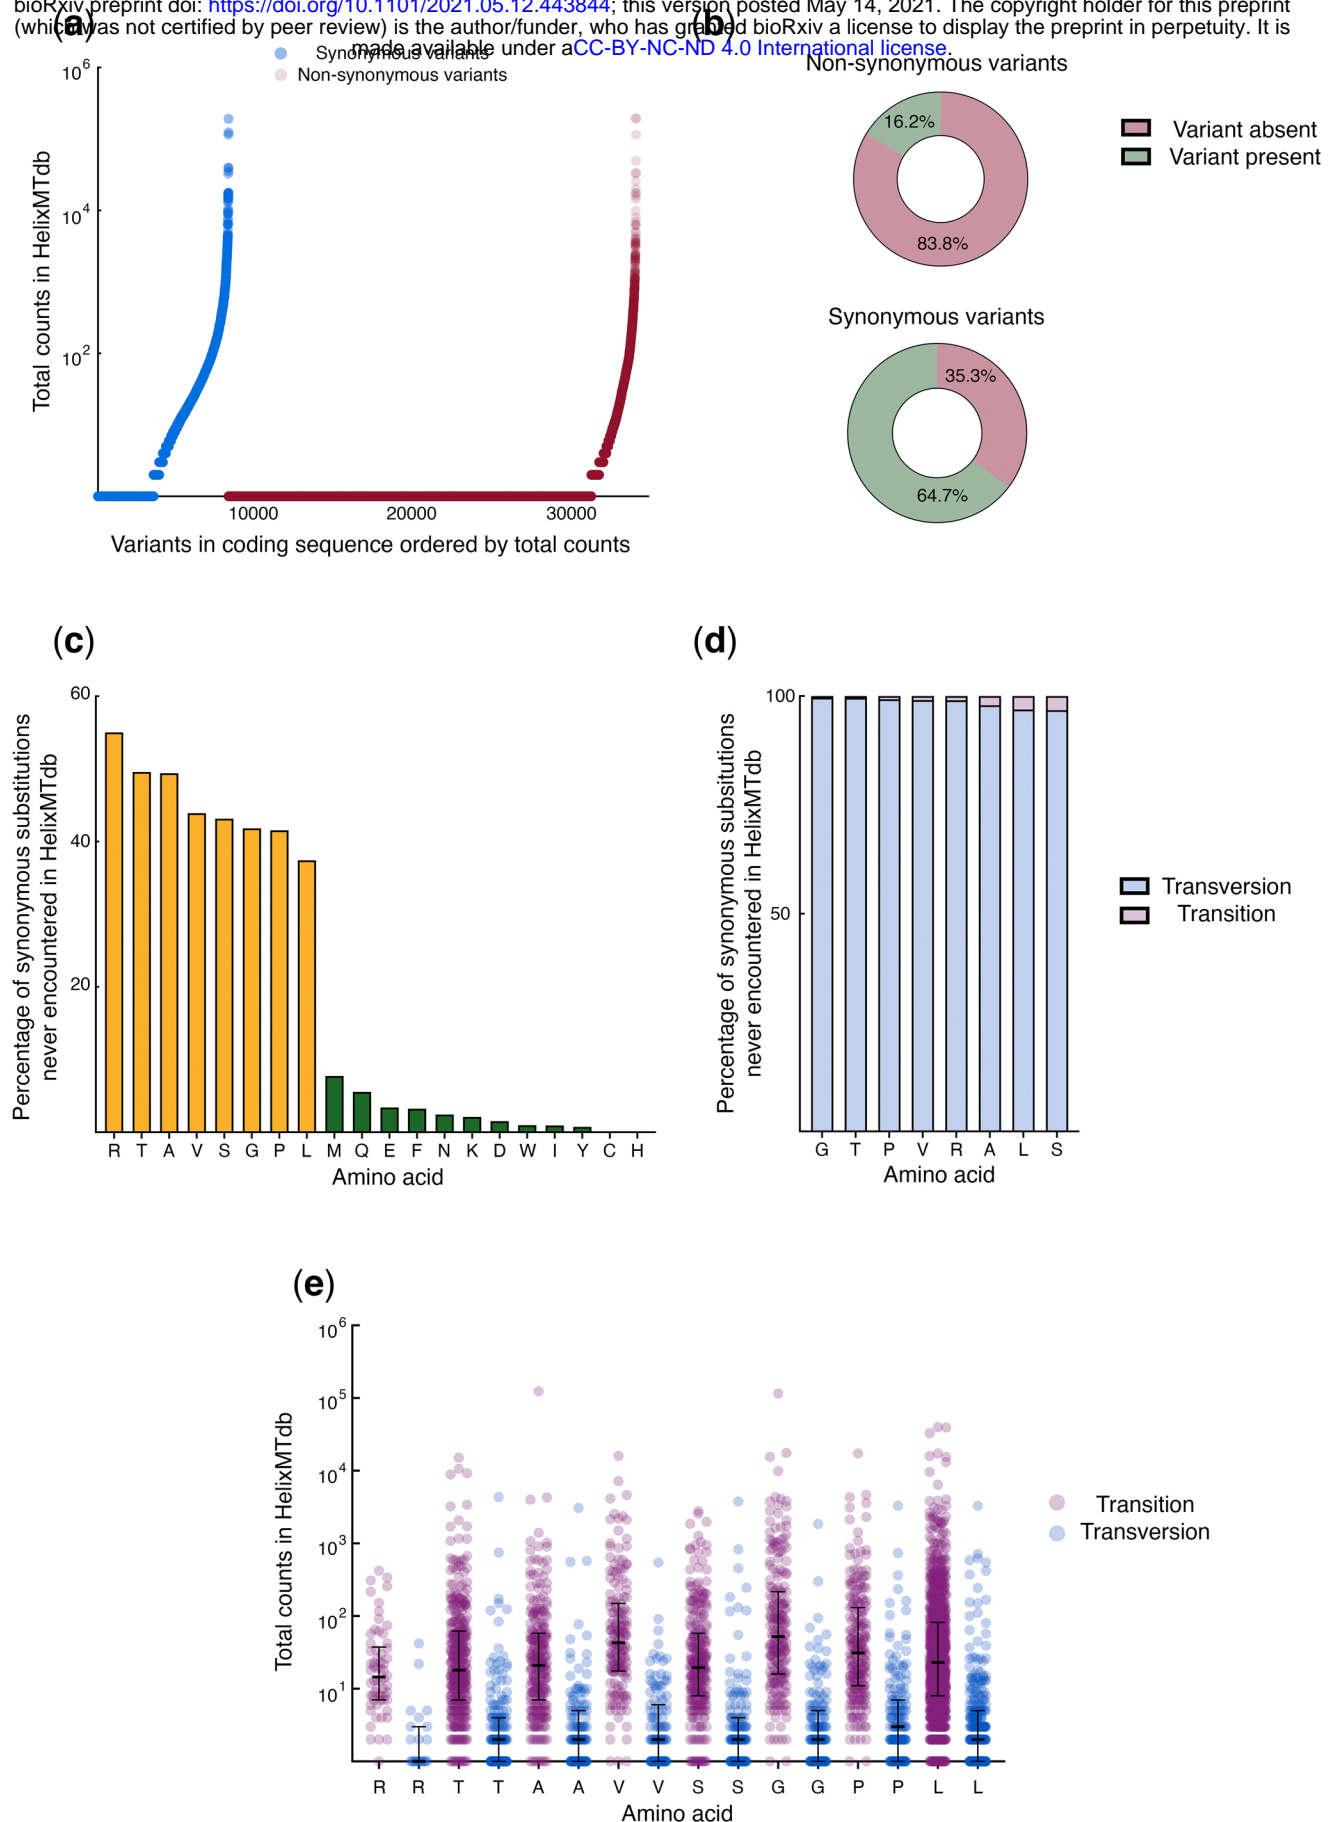 bioRxiv preprint doi: https://doi.org/10.1101/2021.05.12.443844; this version posted May 14, 2021. The copyright holder for this preprint
(which was not certified by peer review) is the author/funder, who has granted bioRxiv a license to display the preprint in perpetuity. It is
made available under aCC-BY-NC-ND 4.0 International license.
(a)
Synonymous variants
Non-synonymous variants
10^6
10^4
10^2
Total counts in HelixMTdb
10000 20000 30000
Variants in coding sequence ordered by total counts
(b)
Non-synonymous variants
16.2%
83.8%
Variant absent
Variant present
Synonymous variants
35.3%
64.7%
(c)
Percentage of synonymous substitutions
never encountered in HelixMTdb
60
40
20
R T A V S G P L M Q E F N K D W I Y C H
Amino acid
(d)
Percentage of synonymous subsitutions
never encountered in HelixMTdb
100
50
G T P V R A L S
Amino acid
Transversion
Transition
(e)
Total counts in HelixMTdb
10^6
10^5
10^4
10^3
10^2
10^1
R R T T A A V V S S G G P P L L
Amino acid
Transition
Transversion